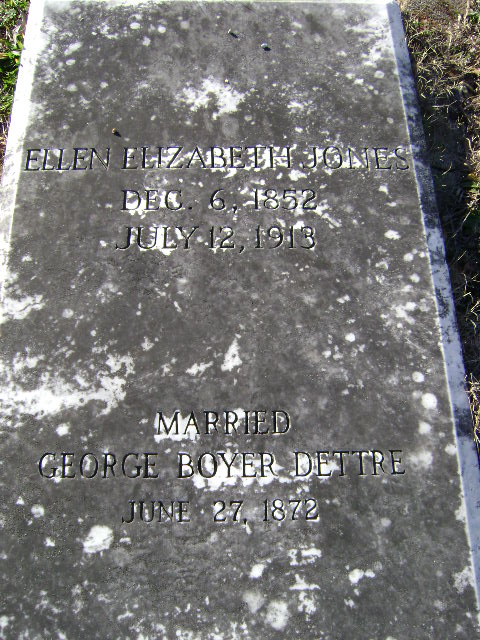 ELLEN ELIZABETH JONES
DEC. 6, 1852
JULY 12, 1913
MARRIED
GEORGE BOYER DETTRE
JUNE 27, 1872